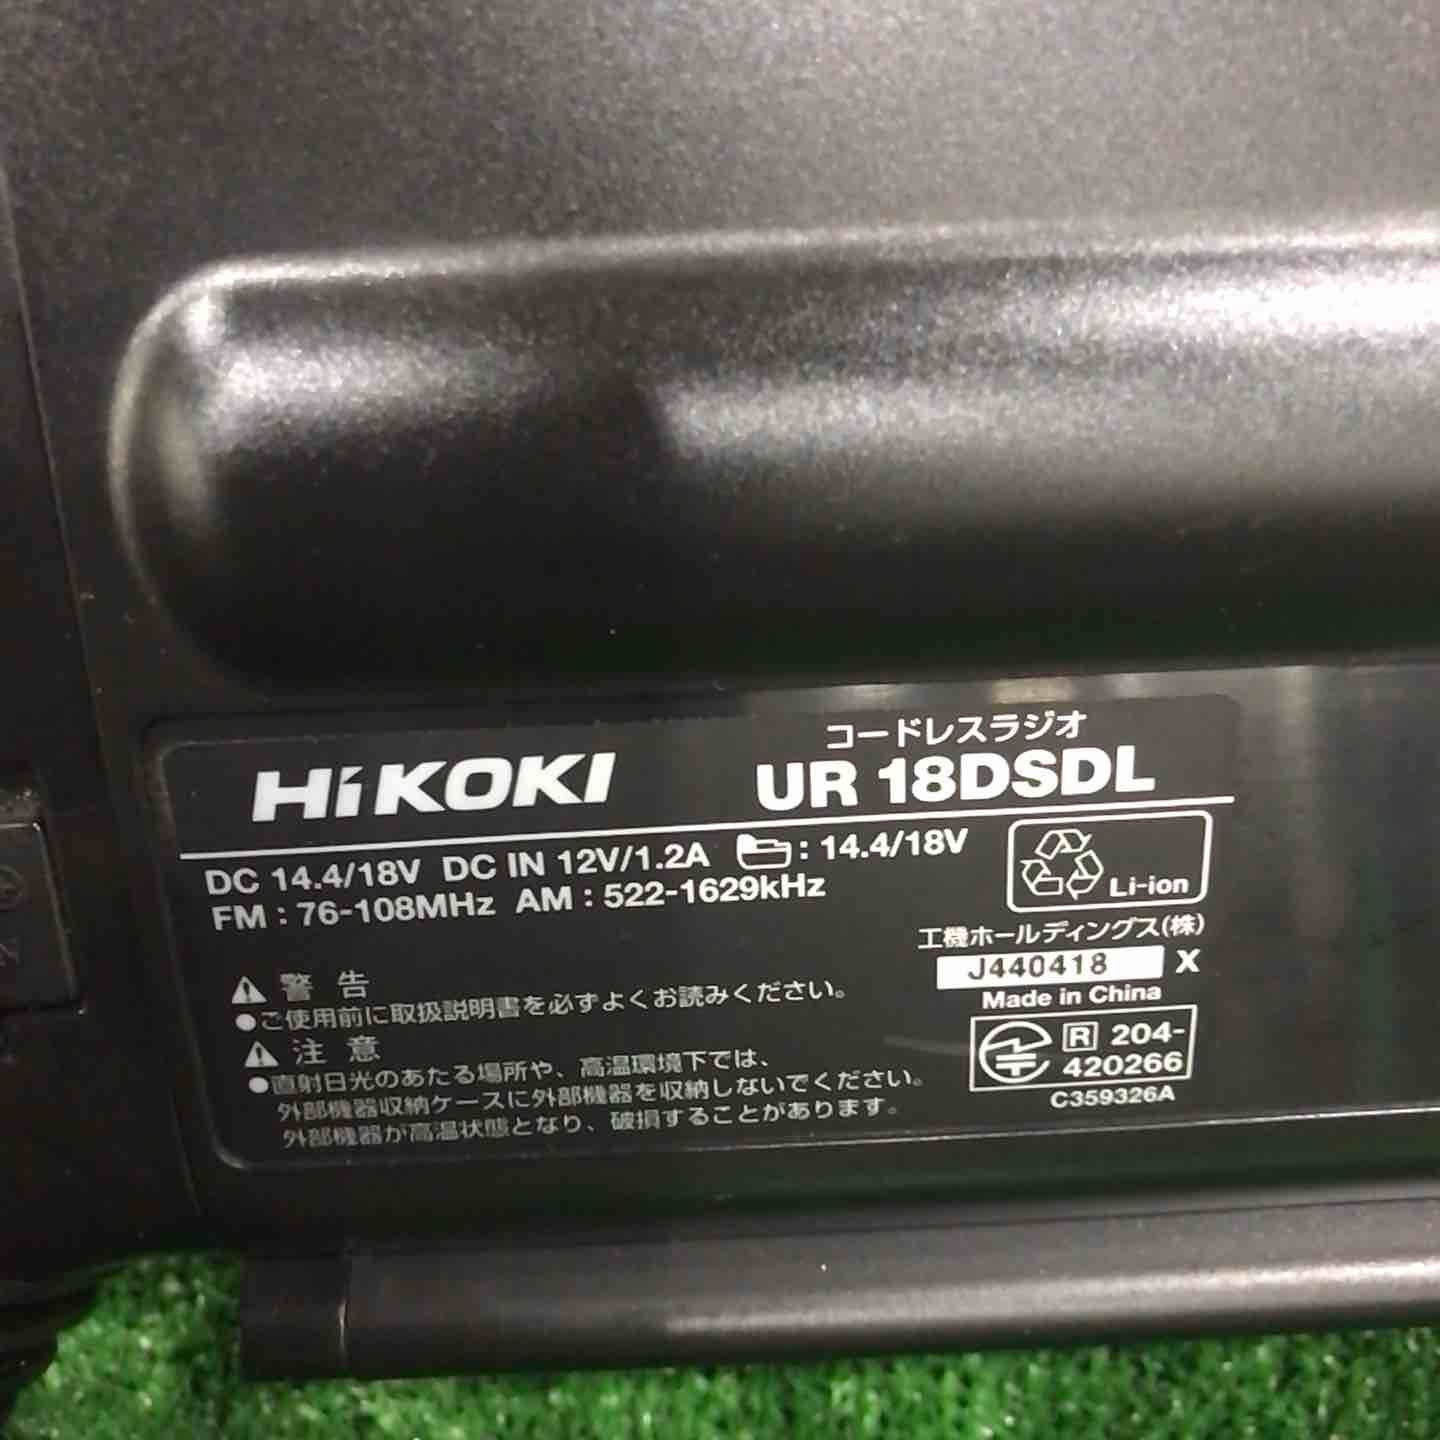 コードレスラジオ
HiKOKI UR 18DSDL
DC 14.4/18V DC IN 12V/1.2A : 14.4/18V
FM : 76-108MHz AM : 522-1629kHz
Li-ion
工機ホールディングス(株)
J440418 X
Made in China
R 204-
420266
C359326A
警告
●ご使用前に取扱説明書を必ずよくお読みください。
注意
●直射日光のあたる場所や、高温環境下では、
外部機器収納ケースに外部機器を収納しないでください。
外部機器が高温状態となり、破損することがあります。